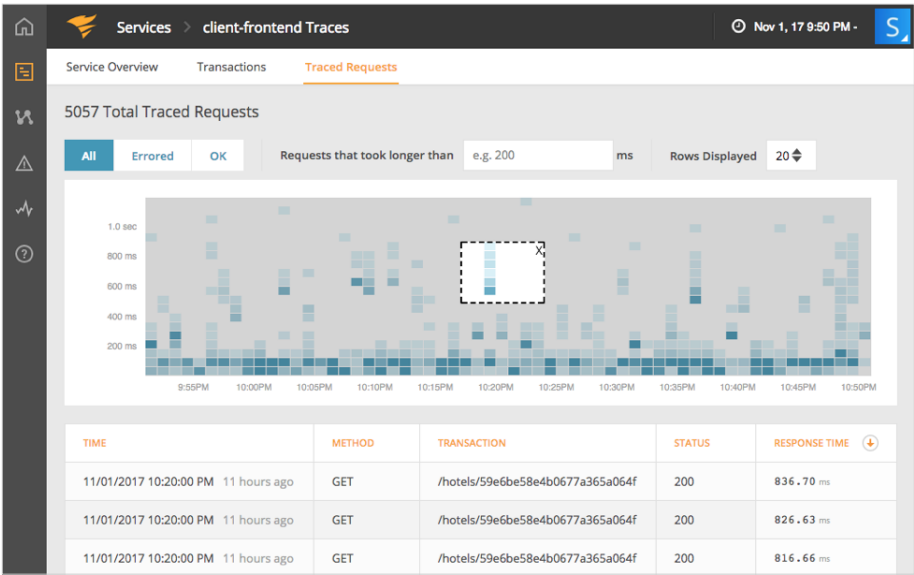 Services > client-frontend Traces
Nov 1, 17 9:50 PM -
S
Service Overview Transactions Traced Requests
5057 Total Traced Requests
All Errored OK Requests that took longer than e.g. 200 ms Rows Displayed 20
1.0 sec
800 ms
600 ms
400 ms
200 ms
X
9:55PM 10:00PM 10:05PM 10:10PM 10:15PM 10:20PM 10:25PM 10:30PM 10:35PM 10:40PM 10:45PM 10:50PM
TIME METHOD TRANSACTION STATUS RESPONSE TIME
11/01/2017 10:20:00 PM 11 hours ago GET /hotels/59e6be58e4b0677a365a064f 200 836.70 ms
11/01/2017 10:20:00 PM 11 hours ago GET /hotels/59e6be58e4b0677a365a064f 200 826.63 ms
11/01/2017 10:20:00 PM 11 hours ago GET /hotels/59e6be58e4b0677a365a064f 200 816.66 ms